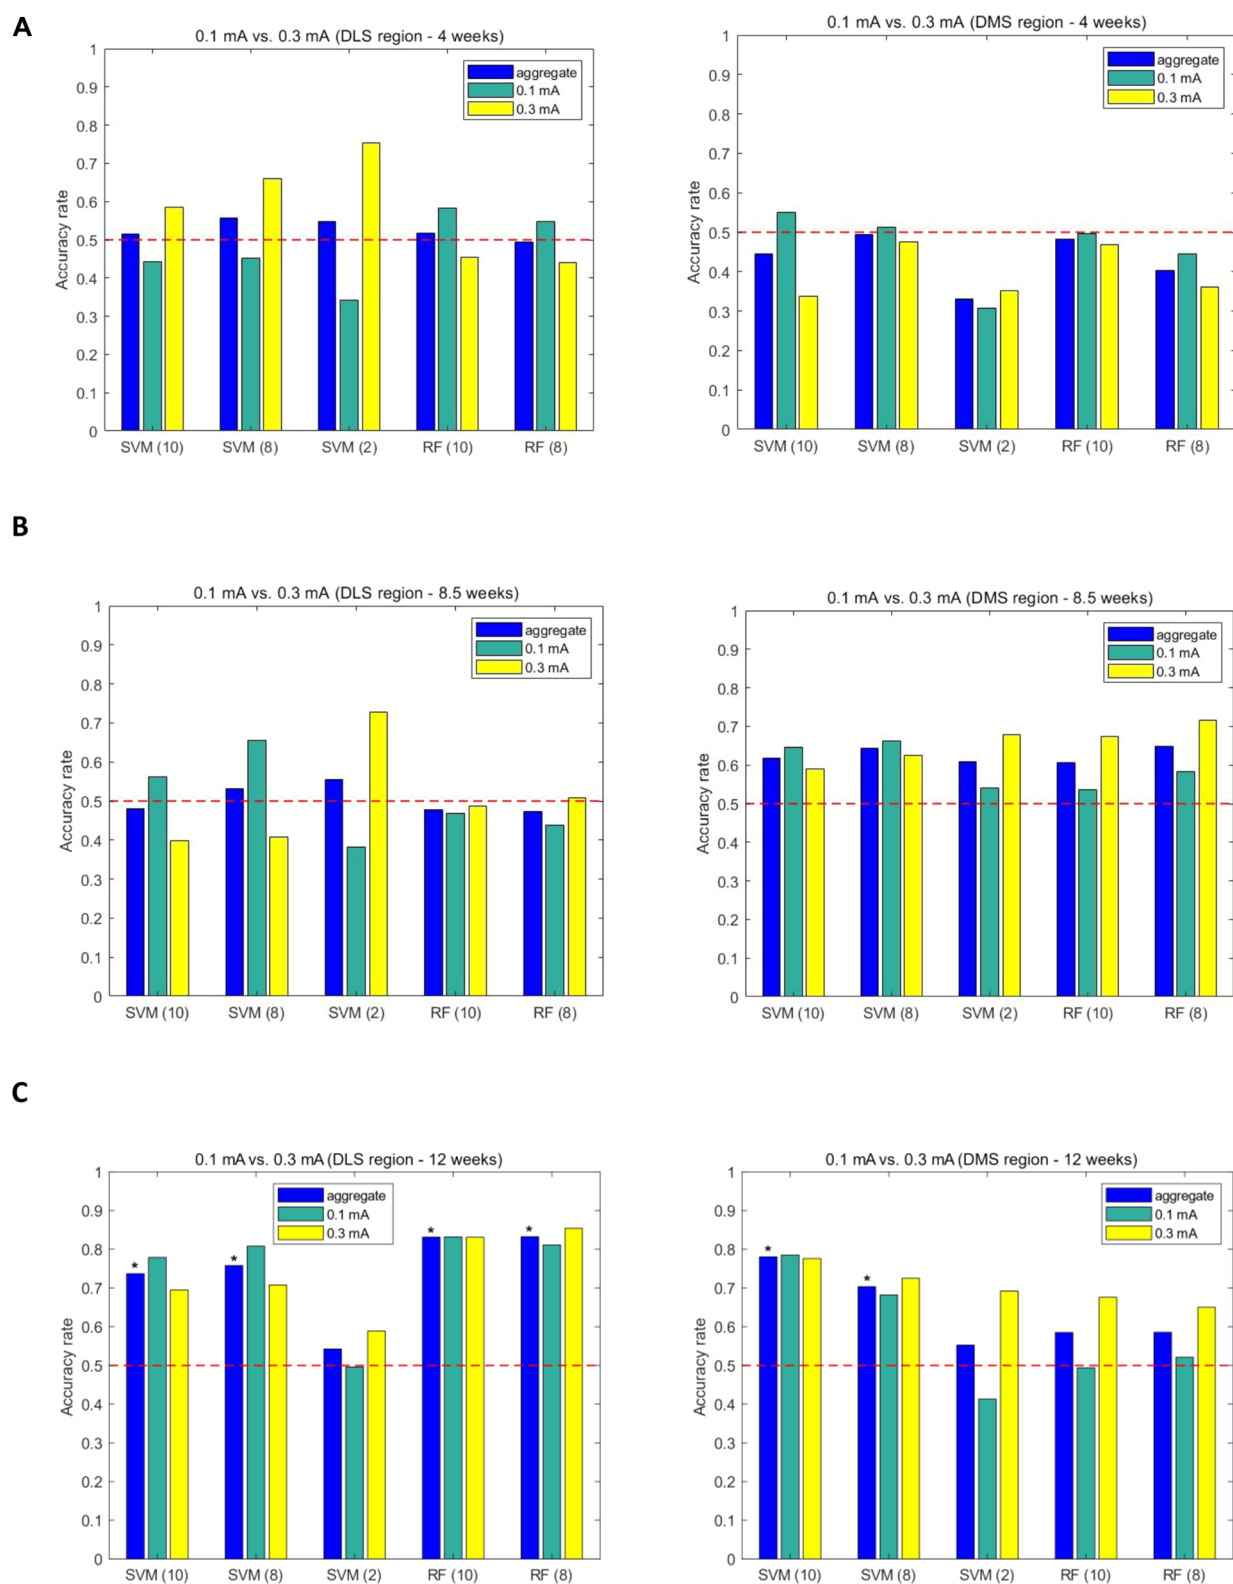 A
0.1 mA vs. 0.3 mA (DLS region - 4 weeks)
1
0.9
0.8
0.7
0.6
0.5
0.4
0.3
0.2
0.1
0
Accuracy rate
aggregate
0.1 mA
0.3 mA
SVM (10) SVM (8) SVM (2) RF (10) RF (8)
0.1 mA vs. 0.3 mA (DMS region - 4 weeks)
1
0.9
0.8
0.7
0.6
0.5
0.4
0.3
0.2
0.1
0
Accuracy rate
aggregate
0.1 mA
0.3 mA
SVM (10) SVM (8) SVM (2) RF (10) RF (8)
B
0.1 mA vs. 0.3 mA (DLS region - 8.5 weeks)
1
0.9
0.8
0.7
0.6
0.5
0.4
0.3
0.2
0.1
0
Accuracy rate
aggregate
0.1 mA
0.3 mA
SVM (10) SVM (8) SVM (2) RF (10) RF (8)
0.1 mA vs. 0.3 mA (DMS region - 8.5 weeks)
1
0.9
0.8
0.7
0.6
0.5
0.4
0.3
0.2
0.1
0
Accuracy rate
aggregate
0.1 mA
0.3 mA
SVM (10) SVM (8) SVM (2) RF (10) RF (8)
C
0.1 mA vs. 0.3 mA (DLS region - 12 weeks)
1
0.9
0.8
0.7
0.6
0.5
0.4
0.3
0.2
0.1
0
Accuracy rate
aggregate
0.1 mA
0.3 mA
* * * *
SVM (10) SVM (8) SVM (2) RF (10) RF (8)
0.1 mA vs. 0.3 mA (DMS region - 12 weeks)
1
0.9
0.8
0.7
0.6
0.5
0.4
0.3
0.2
0.1
0
Accuracy rate
aggregate
0.1 mA
0.3 mA
* *
SVM (10) SVM (8) SVM (2) RF (10) RF (8)